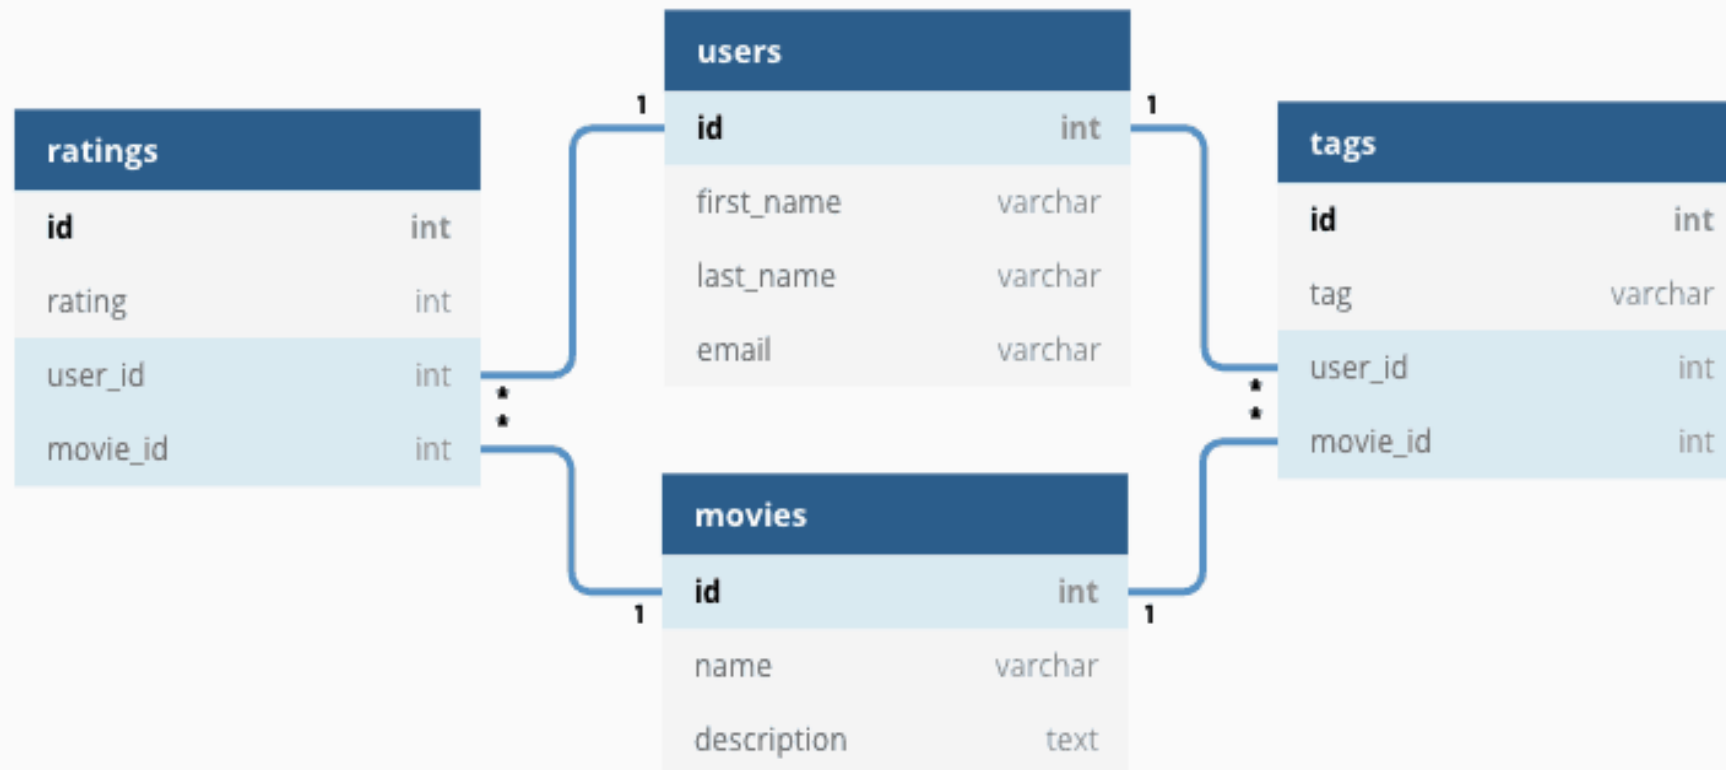 users
1
id int
1
first_name varchar
last_name varchar
email varchar
ratings
id int
rating int
user_id int
*
*
movie_id int
tags
id int
tag varchar
user_id int
*
*
movie_id int
movies
id int
1
1
name varchar
description text